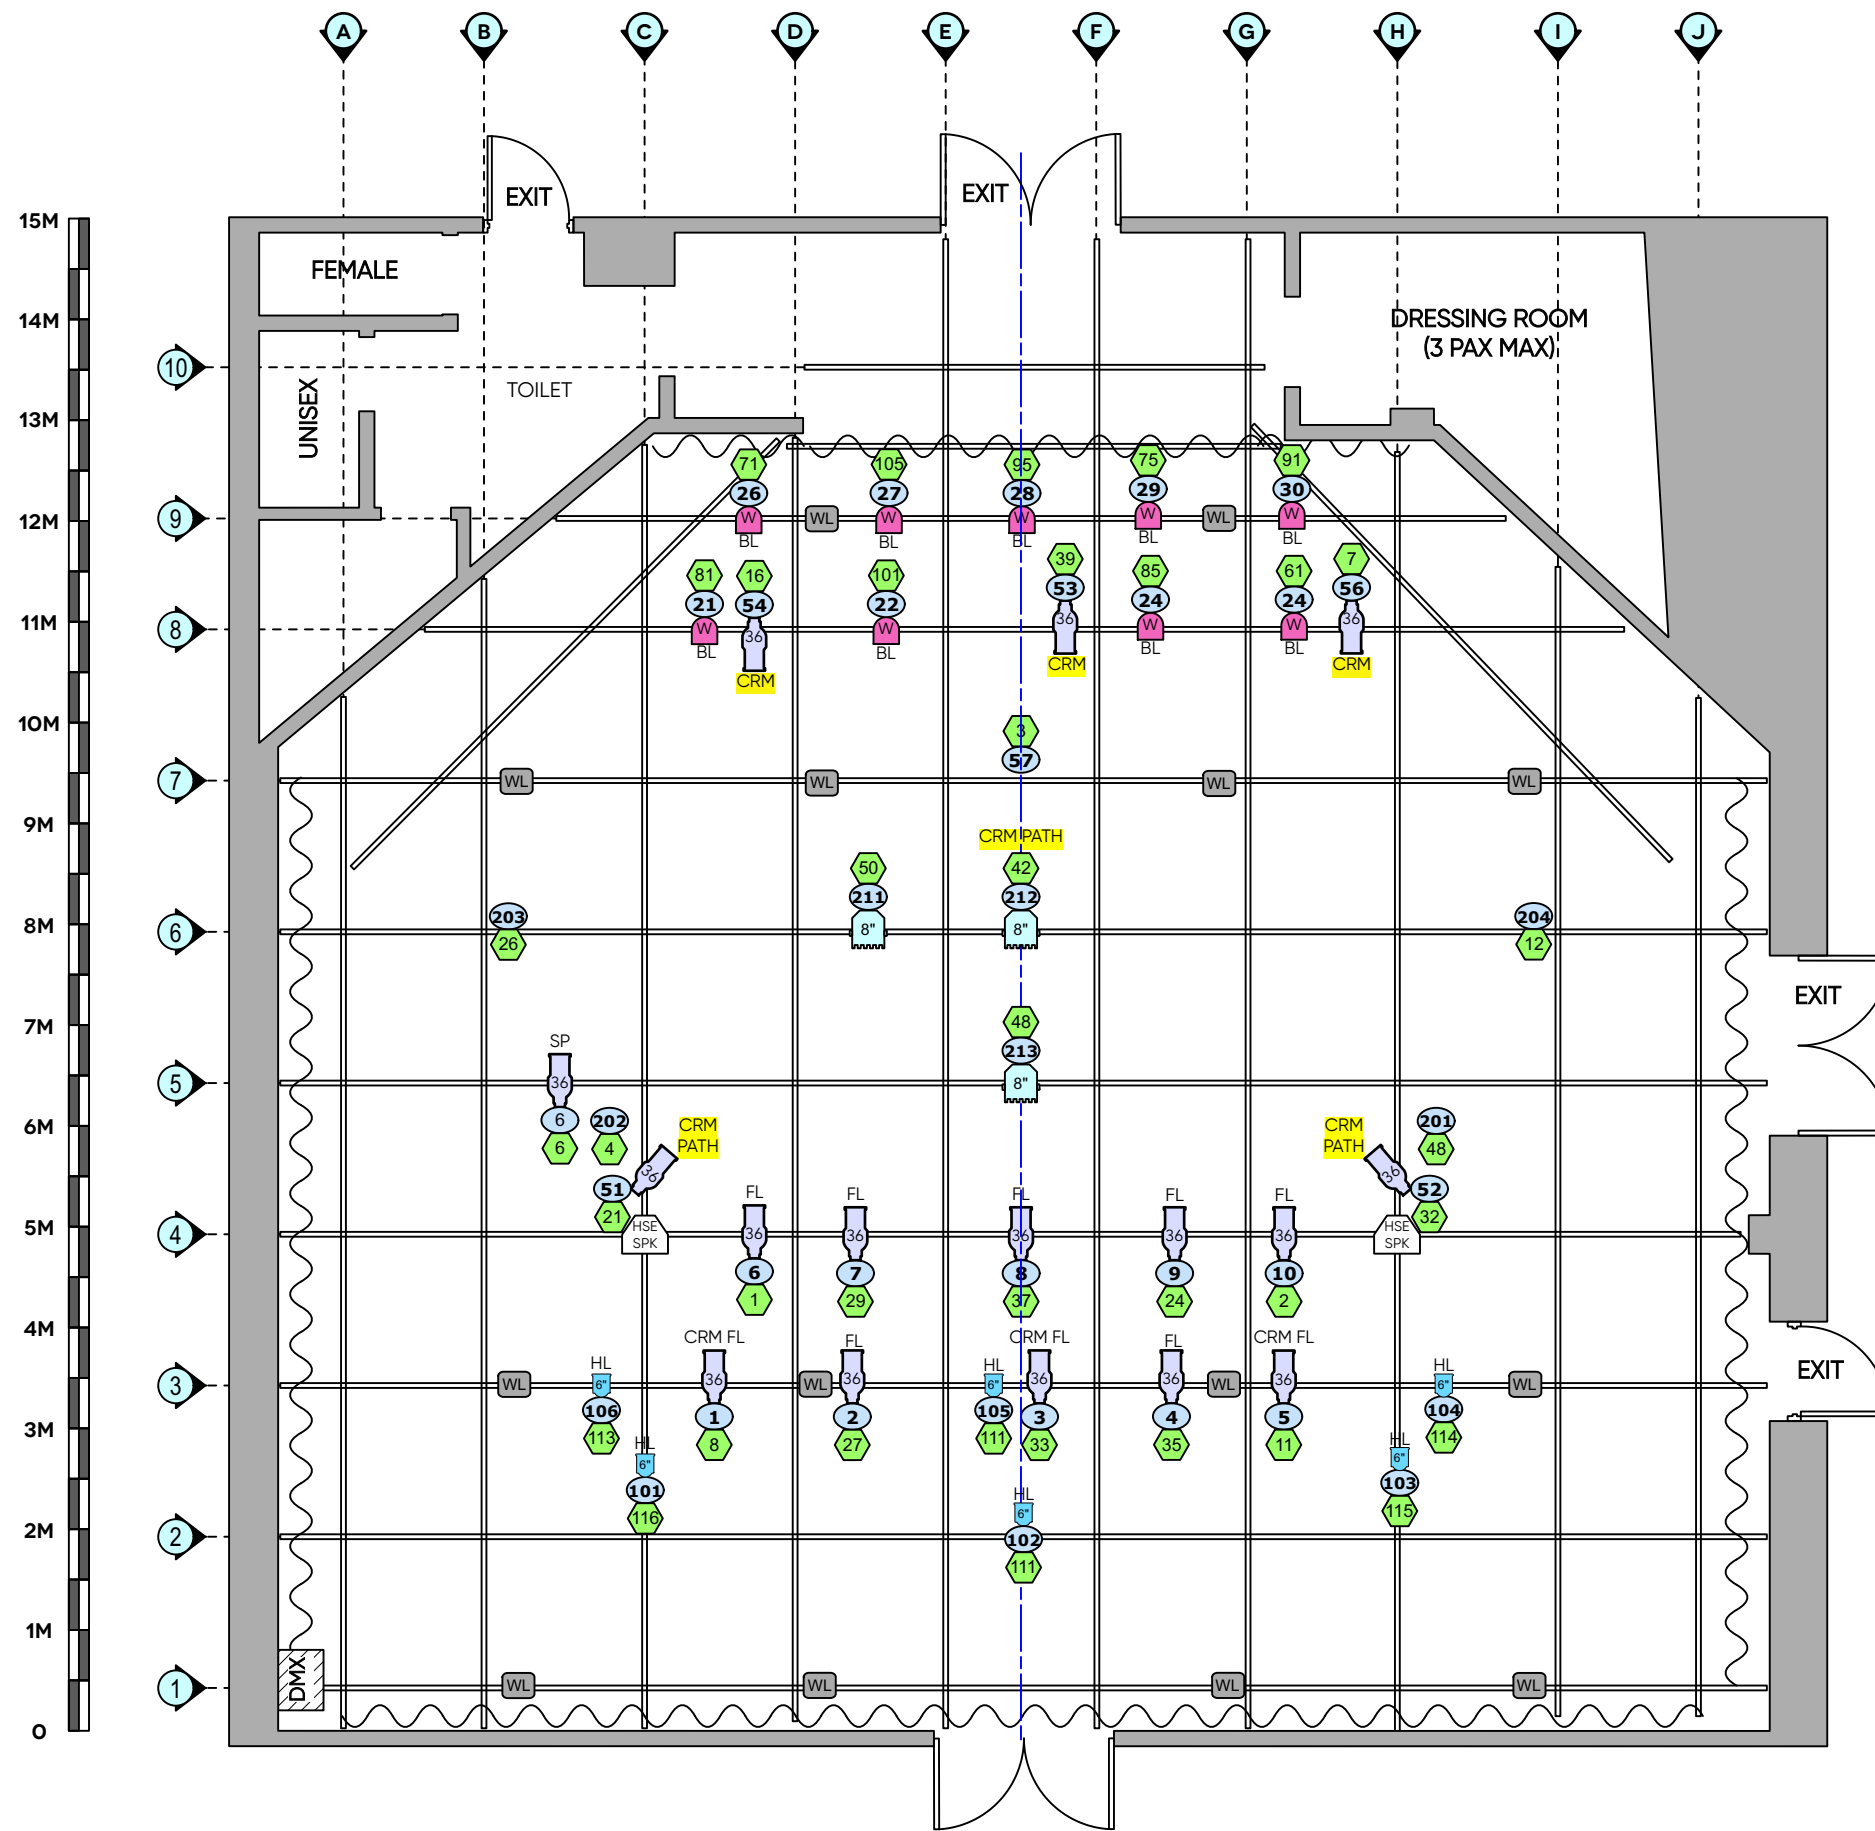 A B C D E F G H I J
EXIT
EXIT
15M
FEMALE
14M
DRESSING ROOM
(3 PAX MAX)
10
UNISEX
TOILET
13M
71 105 95 75 91
26 27 28 29 30
9
12M
W WL W W W WL W
BL BL BL BL BL
81 16 101 39 85 61 7
21 54 22 53 24 24 56
11M
8
W 36 W 36 W W 36
BL BL BL BL
CRM CRM CRM
10M
3
57
7
WL WL WL WL
9M
CRM PATH
50 42
211 212
8M
6
8" 8"
203
26
204
12
EXIT
7M
48
213
8"
5
SP
36
6
6
6M
202
4
201
48
CRM
PATH
CRM
PATH
36 36
51
21
52
32
5M
4
HSE
SPK
HSE
SPK
FL FL FL FL FL
36 36 36 36 36
6 7 8 9 10
1 29 37 24 2
4M
EXIT
CRM FL FL CRM FL FL CRM FL
3
WL WL WL WL
HL HL HL
6" 6" 6"
36 36 36 36 36
106 1 2 105 3 4 5 104
113 8 27 111 33 35 11 114
3M
HL HL
6" 6"
101 103
116 115
2M
2
HL
6"
102
111
1M
DMX
1
WL WL WL WL
0